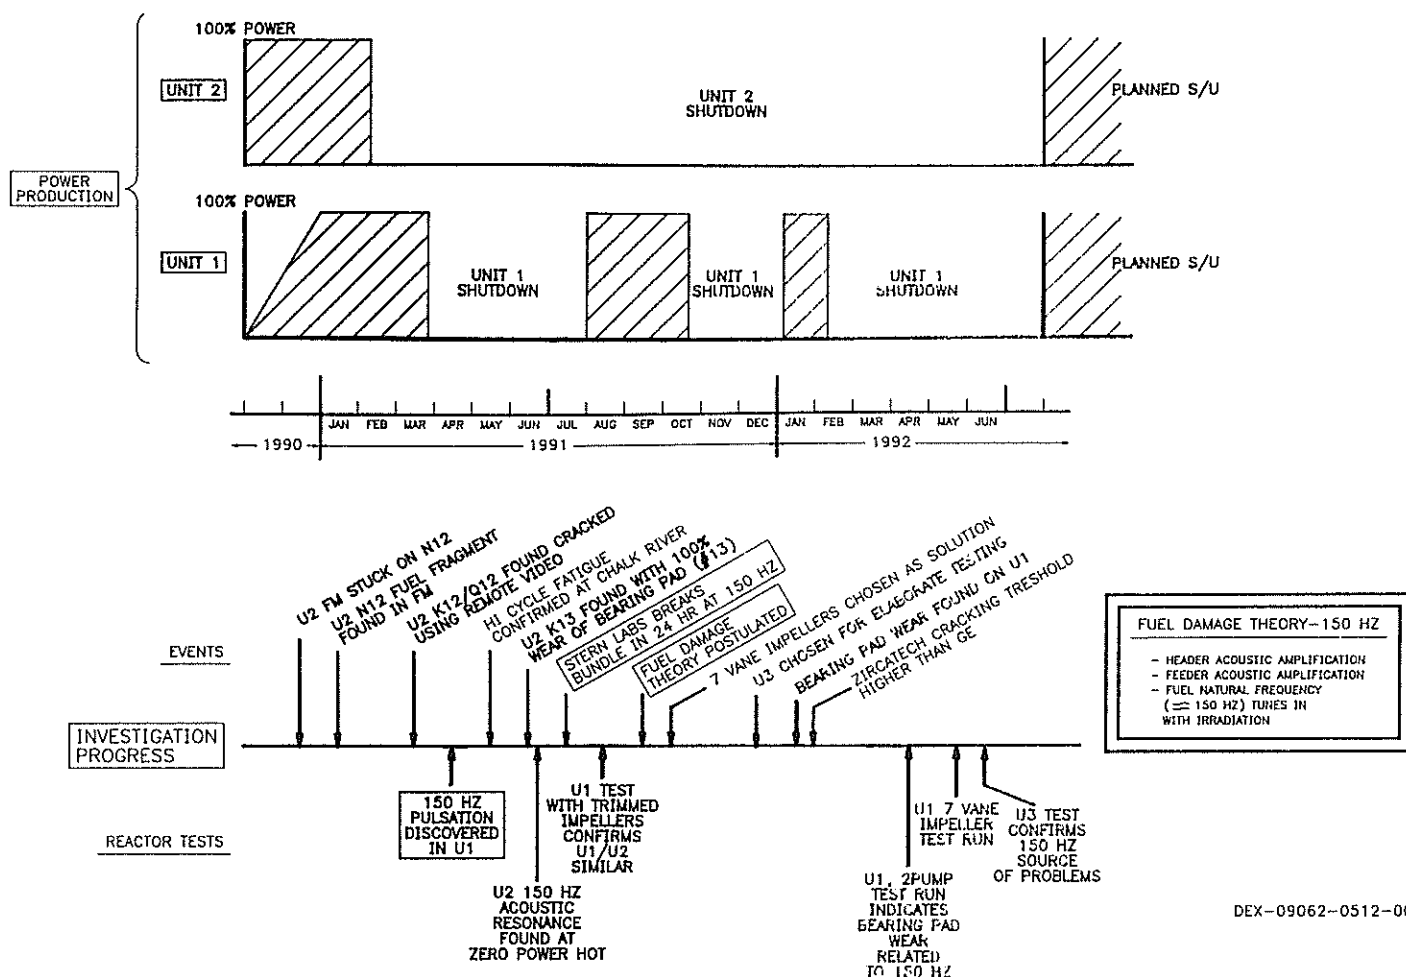 100% POWER
UNIT 2
UNIT 2
SHUTDOWN
PLANNED S/U
POWER
PRODUCTION
100% POWER
UNIT 1
UNIT 1
SHUTDOWN
UNIT 1
SHUTDOWN
UNIT 1
SHUTDOWN
PLANNED S/U
JAN FEB MAR APR MAY JUN JUL AUG SEP OCT NOV DEC JAN FEB MAR APR MAY JUN
1990 1991 1992
EVENTS
U2 FM STUCK ON N12
U2 N12 FUEL FRAGMENT
FOUND IN FM
U2 K12/Q12 FOUND CRACKED
USING REMOTE VIDEO
HI CYCLE FATIGUE
CONFIRMED AT CHALK RIVER
U2 K13 FOUND WITH 100%
WEAR OF BEARING PAD (#13)
STERN LABS BREAKS
BUNDLE IN 24 HR AT 150 HZ
FUEL DAMAGE
THEORY POSTULATED
7 VANE IMPELLERS CHOSEN AS SOLUTION
U3 CHOSEN FOR ELABORATE TESTING
BEARING PAD WEAR FOUND ON U1
ZIRCATECH CRACKING TRESHOLD
HIGHER THAN GE
FUEL DAMAGE THEORY-150 HZ
- HEADER ACOUSTIC AMPLIFICATION
- FEEDER ACOUSTIC AMPLIFICATION
- FUEL NATURAL FREQUENCY
(≈ 150 HZ) TUNES IN
WITH IRRADIATION
INVESTIGATION
PROGRESS
REACTOR TESTS
150 HZ
PULSATION
DISCOVERED
IN U1
U2 150 HZ
ACOUSTIC
RESONANCE
FOUND AT
ZERO POWER HOT
U1 TEST
WITH TRIMMED
IMPELLERS
CONFIRMS
U1/U2
SIMILAR
U1, 2PUMP
TEST RUN
INDICATES
BEARING PAD
WEAR
RELATED
TO 150 HZ
U1 7 VANE
IMPELLER
TEST RUN
U3 TEST
CONFIRMS
150 HZ
SOURCE
OF PROBLEMS
DEX-09062-0512-00